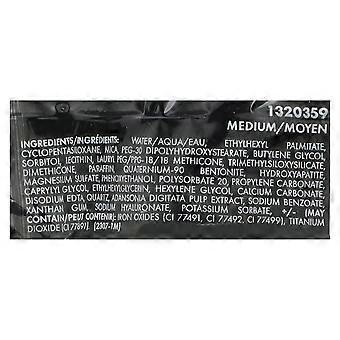 1320359
MEDIUM/MOYEN
INGREDIENTS/INGRÉDIENTS: WATER/AQUA/EAU, ETHYLHEXYL PALMITATE,
CYCLOPENTASILOXANE, MICA, PEG-30 DIPOLYHYDROXYSTEARATE, BUTYLENE GLYCOL,
SORBITOL, LECITHIN, LAURYL PEG/PPG-18/18 METHICONE, TRIMETHYLSILOXYSILICATE,
DIMETHICONE, PARAFFIN, QUATERNIUM-90 BENTONITE, HYDROXYAPATITE,
MAGNESIUM SULFATE, PHENOXYETHANOL, POLYSORBATE 20, PROPYLENE CARBONATE,
CAPRYLYL GLYCOL, ETHYLHEXYLGLYCERIN, HEXYLENE GLYCOL, CALCIUM CARBONATE,
DISODIUM EDTA, QUARTZ, ADANSONIA DIGITATA PULP EXTRACT, SODIUM BENZOATE,
XANTHAN GUM, SODIUM HYALURONATE, POTASSIUM SORBATE, +/- (MAY
CONTAIN/PEUT CONTENIR): IRON OXIDES (CI 77491, CI 77492, CI 77499), TITANIUM
DIOXIDE (CI 77891). (2307-1M)